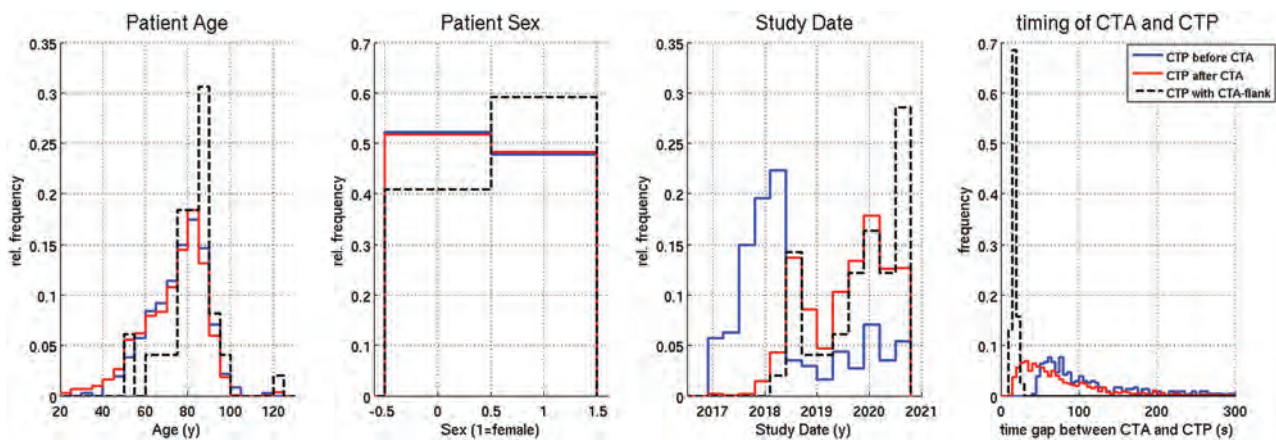 Patient Age
Patient Sex
Study Date
timing of CTA and CTP
rel. frequency
0.35
0.3
0.25
0.2
0.15
0.1
0.05
0
20 40 60 80 100 120
Age (y)
rel. frequency
0.7
0.6
0.5
0.4
0.3
0.2
0.1
0
-0.5 0 0.5 1 1.5
Sex (1=female)
rel. frequency
0.35
0.3
0.25
0.2
0.15
0.1
0.05
0
2017 2018 2019 2020 2021
Study Date (y)
frequency
0.7
0.6
0.5
0.4
0.3
0.2
0.1
0
0 100 200 300
time gap between CTA and CTP (s)
CTP before CTA
CTP after CTA
CTP with CTA-flank